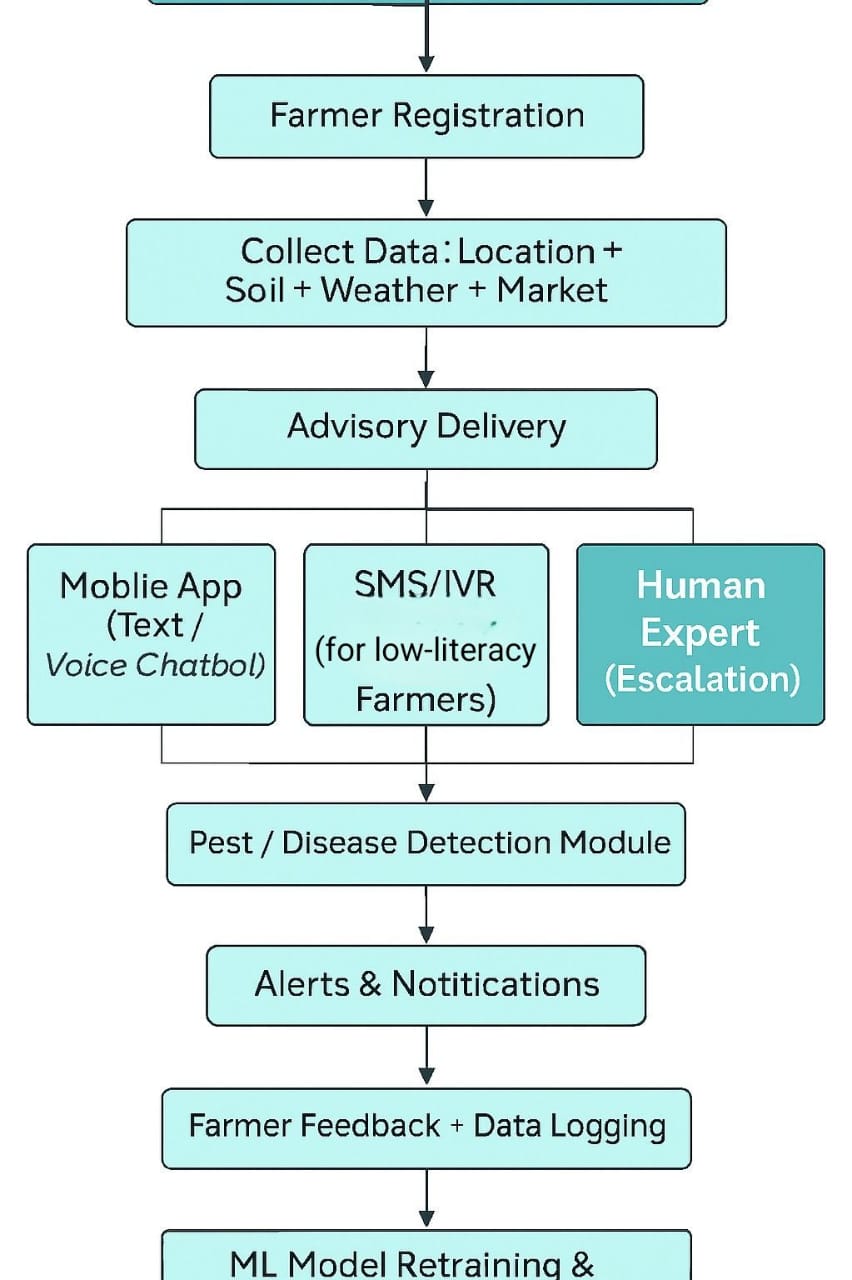 Farmer Registration
Collect Data: Location +
Soil + Weather + Market
Advisory Delivery
Moblie App
(Text /
Voice Chatbol)
SMS/IVR
(for low-literacy
Farmers)
Human
Expert
(Escalation)
Pest / Disease Detection Module
Alerts & Notitications
Farmer Feedback + Data Logging
ML Model Retraining &